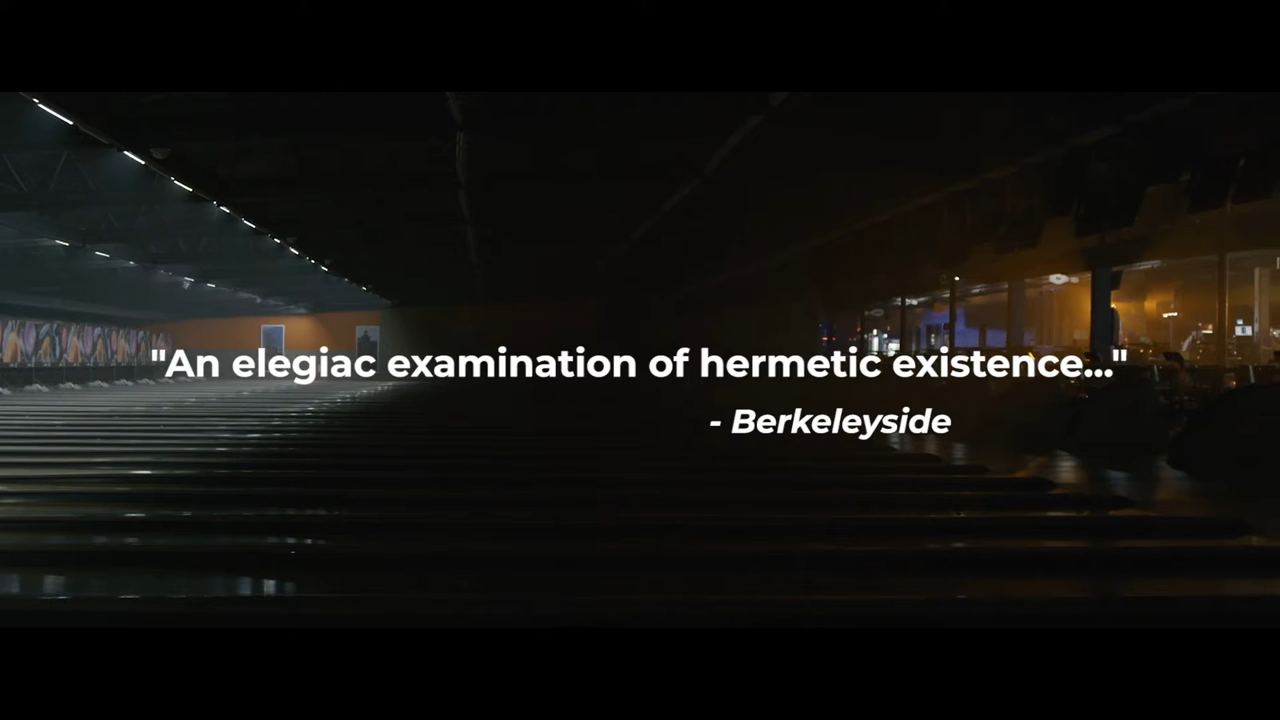 "An elegiac examination of hermetic existence..."
- Berkeleyside